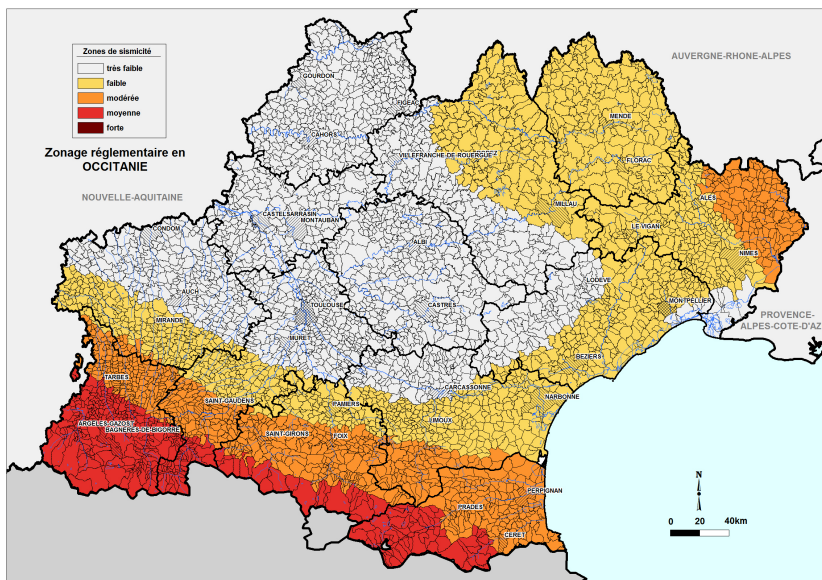 Zones de sismicité
très faible
faible
modérée
moyenne
forte
Zonage réglementaire en
OCCITANIE
AUVERGNE-RHONE-ALPES
NOUVELLE-AQUITAINE
PROVENCE-
ALPES-COTE-D'AZ
GOURDON
FIGEAC
CAHORS
MENDE
VILLEFRANCHE-DE-ROUERGUE
FLORAC
MILLAU
ALES
CASTELSARRASIN
MONTAUBAN
LE VIGAN
CONDOM
ALBI
NIMES
LODEVE
AUCH
TOULOUSE
CASTRES
MONTPELLIER
MIRANDE
MURET
BEZIERS
TARBES
CARCASSONNE
SAINT-GAUDENS
PAMIERS
NARBONNE
LIMOUX
ARGELES-GAZOST
BAGNERES-DE-BIGORRE
SAINT-GIRONS
FOIX
PERPIGNAN
PRADES
CERET
N
0 20 40km